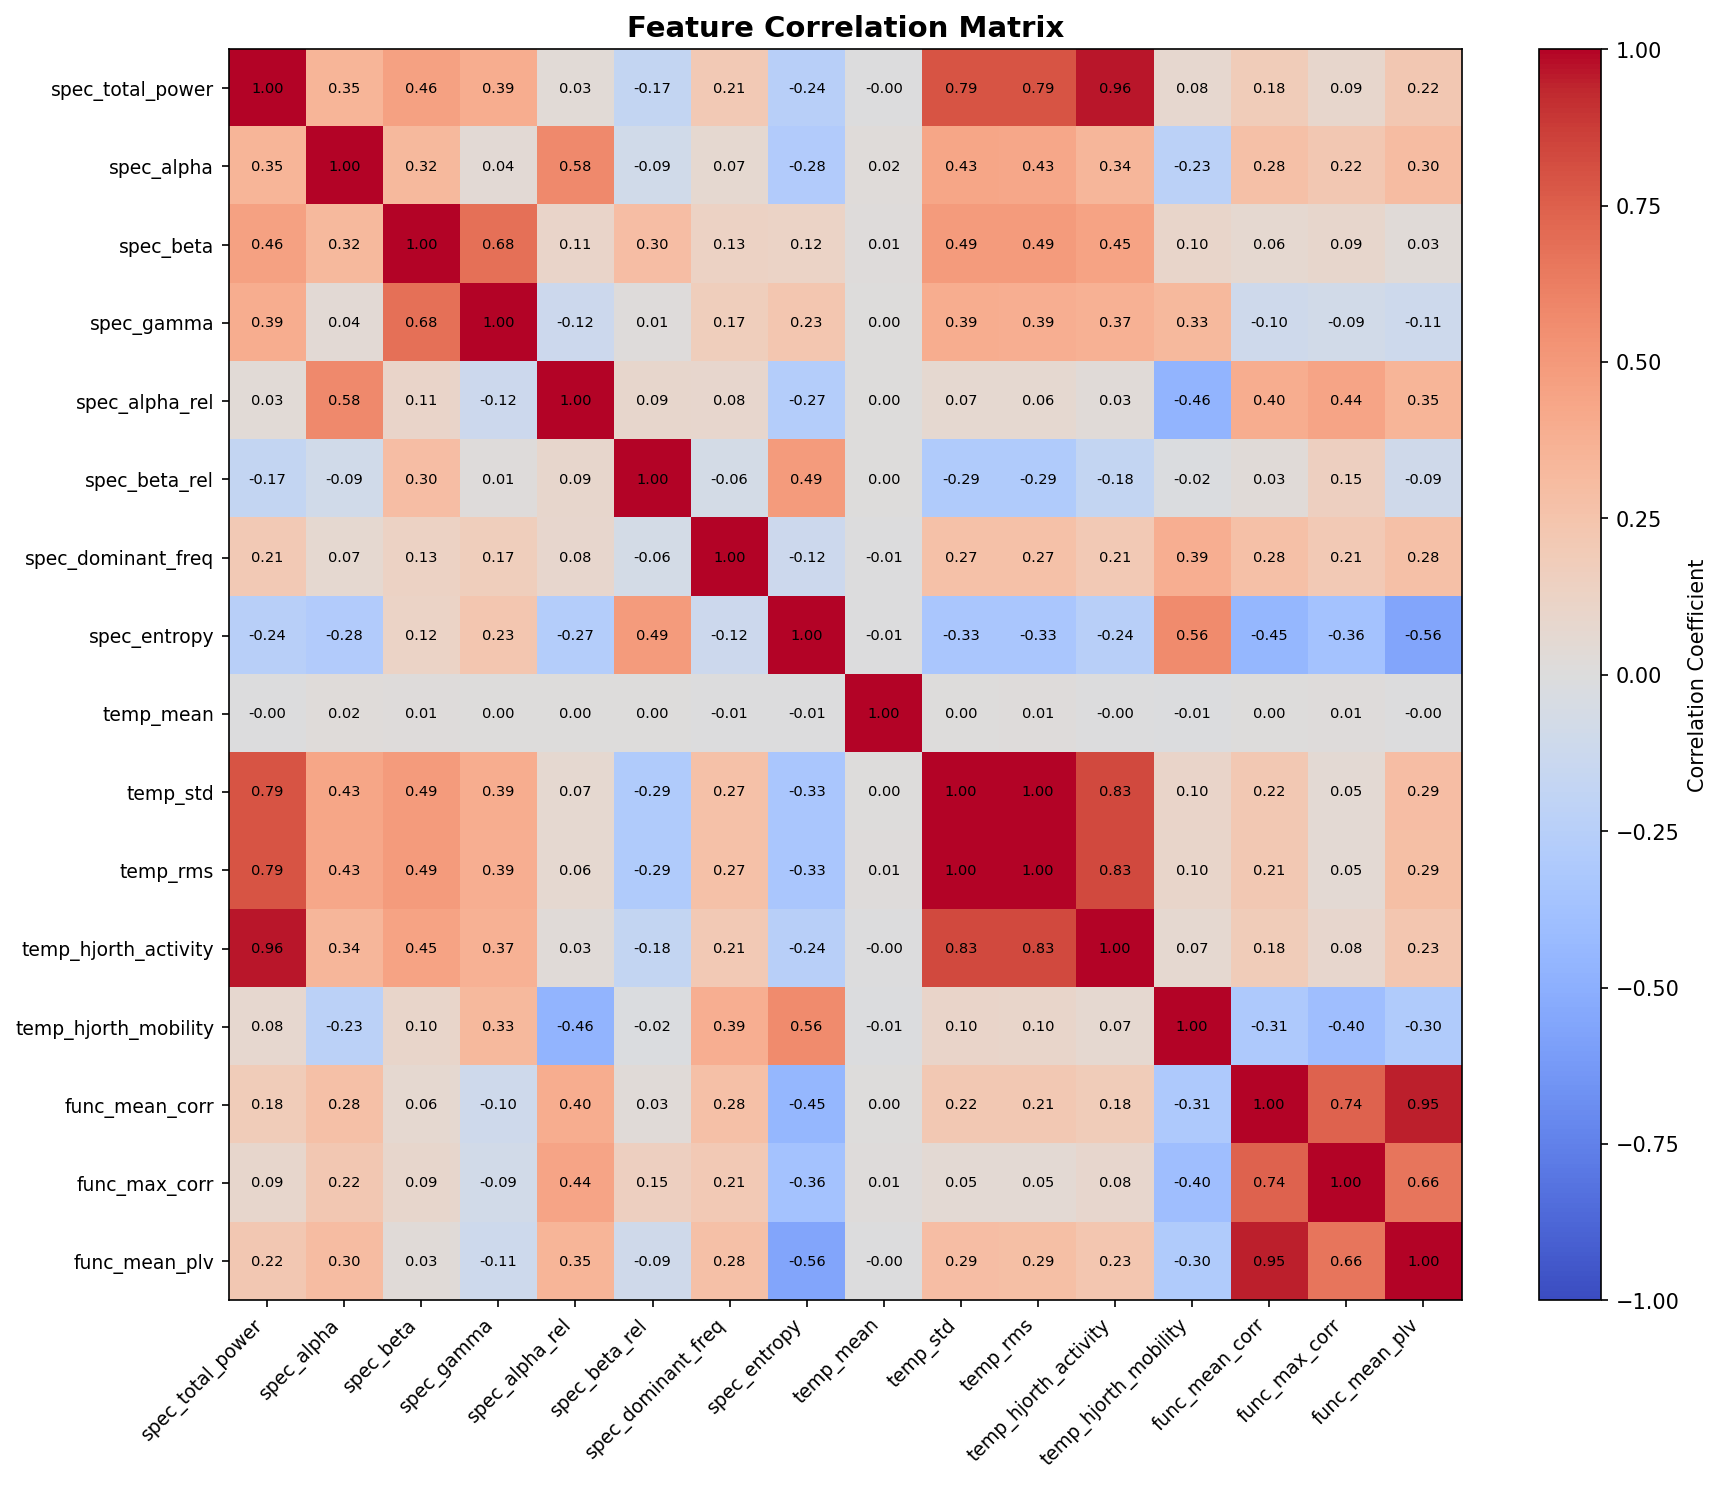 Feature Correlation Matrix
spec_total_power 1.00 0.35 0.46 0.39 0.03 -0.17 0.21 -0.24 -0.00 0.79 0.79 0.96 0.08 0.18 0.09 0.22
spec_alpha 0.35 1.00 0.32 0.04 0.58 -0.09 0.07 -0.28 0.02 0.43 0.43 0.34 -0.23 0.28 0.22 0.30
spec_beta 0.46 0.32 1.00 0.68 0.11 0.30 0.13 0.12 0.01 0.49 0.49 0.45 0.10 0.06 0.09 0.03
spec_gamma 0.39 0.04 0.68 1.00 -0.12 0.01 0.17 0.23 0.00 0.39 0.39 0.37 0.33 -0.10 -0.09 -0.11
spec_alpha_rel 0.03 0.58 0.11 -0.12 1.00 0.09 0.08 -0.27 0.00 0.07 0.06 0.03 -0.46 0.40 0.44 0.35
spec_beta_rel -0.17 -0.09 0.30 0.01 0.09 1.00 -0.06 0.49 0.00 -0.29 -0.29 -0.18 -0.02 0.03 0.15 -0.09
spec_dominant_freq 0.21 0.07 0.13 0.17 0.08 -0.06 1.00 -0.12 -0.01 0.27 0.27 0.21 0.39 0.28 0.21 0.28
spec_entropy -0.24 -0.28 0.12 0.23 -0.27 0.49 -0.12 1.00 -0.01 -0.33 -0.33 -0.24 0.56 -0.45 -0.36 -0.56
temp_mean -0.00 0.02 0.01 0.00 0.00 0.00 -0.01 -0.01 1.00 0.00 0.01 -0.00 -0.01 0.00 0.01 -0.00
temp_std 0.79 0.43 0.49 0.39 0.07 -0.29 0.27 -0.33 0.00 1.00 1.00 0.83 0.10 0.22 0.05 0.29
temp_rms 0.79 0.43 0.49 0.39 0.06 -0.29 0.27 -0.33 0.01 1.00 1.00 0.83 0.10 0.21 0.05 0.29
temp_hjorth_activity 0.96 0.34 0.45 0.37 0.03 -0.18 0.21 -0.24 -0.00 0.83 0.83 1.00 0.07 0.18 0.08 0.23
temp_hjorth_mobility 0.08 -0.23 0.10 0.33 -0.46 -0.02 0.39 0.56 -0.01 0.10 0.10 0.07 1.00 -0.31 -0.40 -0.30
func_mean_corr 0.18 0.28 0.06 -0.10 0.40 0.03 0.28 -0.45 0.00 0.22 0.21 0.18 -0.31 1.00 0.74 0.95
func_max_corr 0.09 0.22 0.09 -0.09 0.44 0.15 0.21 -0.36 0.01 0.05 0.05 0.08 -0.40 0.74 1.00 0.66
func_mean_plv 0.22 0.30 0.03 -0.11 0.35 -0.09 0.28 -0.56 -0.00 0.29 0.29 0.23 -0.30 0.95 0.66 1.00
spec_total_power
spec_alpha
spec_beta
spec_gamma
spec_alpha_rel
spec_beta_rel
spec_dominant_freq
spec_entropy
temp_mean
temp_std
temp_rms
temp_hjorth_activity
temp_hjorth_mobility
func_mean_corr
func_max_corr
func_mean_plv
1.00
0.75
0.50
0.25
0.00
−0.25
−0.50
−0.75
−1.00
Correlation Coefficient